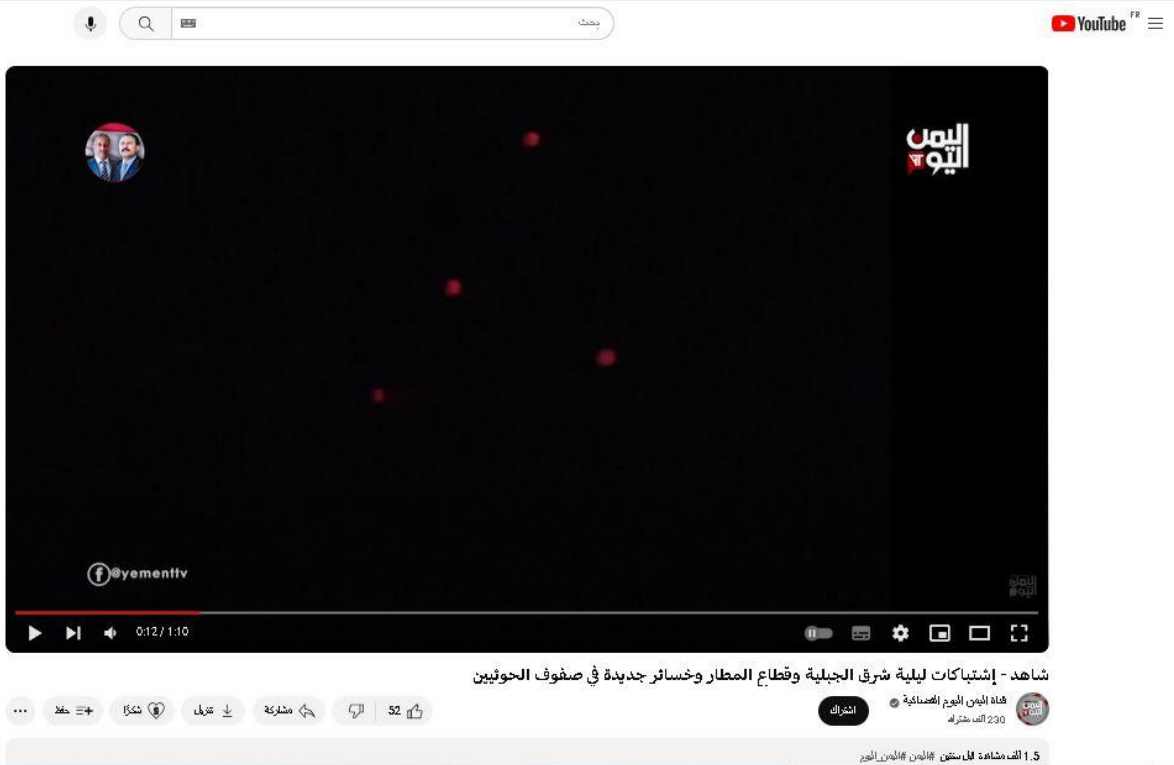 YouTube FR
بحث
اليمن
اليوم
@yementtv
اليمن
اليوم
0:12 / 1:10
شاهد - إشتباكات ليلية شرق الجبلية وقطاع المطار وخسائر جديدة في صفوف الحوثيين
قناة اليمن اليوم الفضائية
230 ألف مشترك
اشتراك
52
مشاركة
تنزيل
شكرًا
حفظ
1.5 ألف مشاهدة قبل سنتين #اليمن #اليمن_اليوم